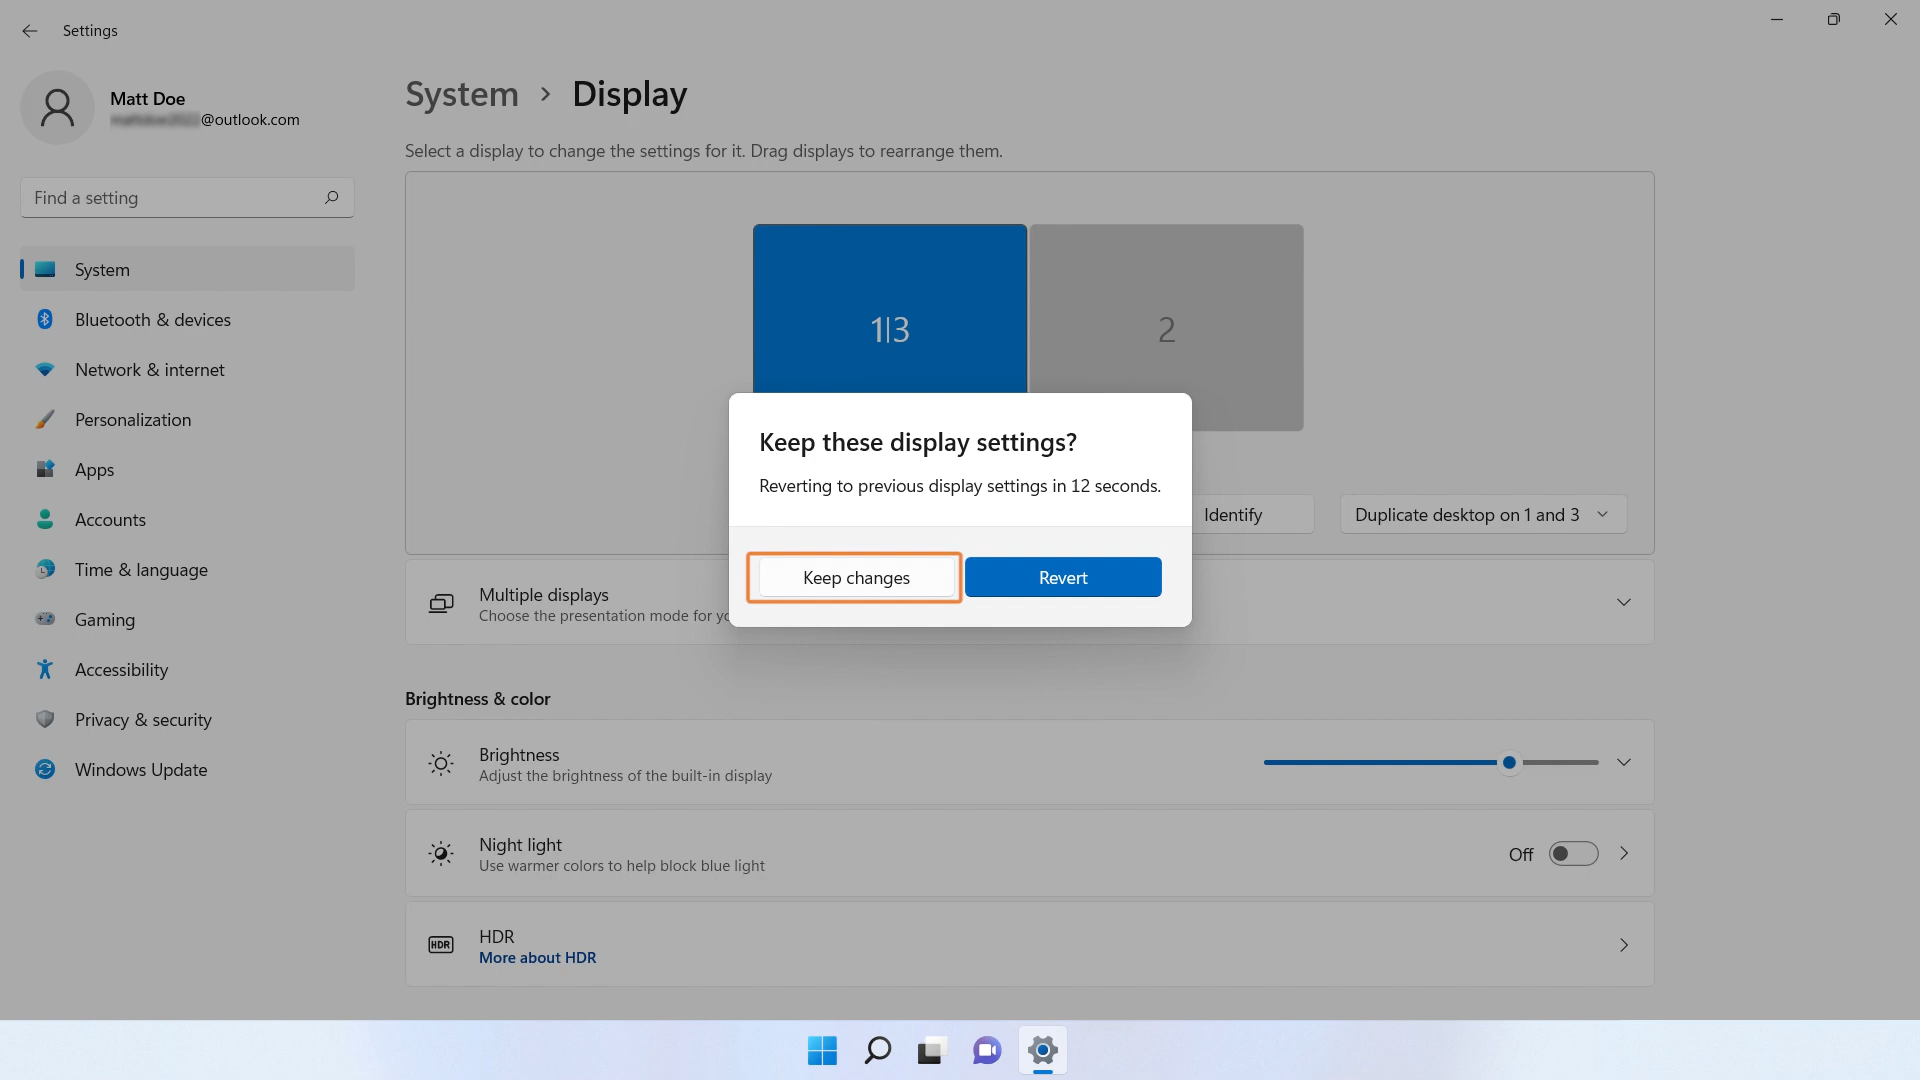 Settings
Matt Doe
@outlook.com
Find a setting
System
Bluetooth & devices
Network & internet
Personalization
Apps
Accounts
Time & language
Gaming
Accessibility
Privacy & security
Windows Update
System > Display
Select a display to change the settings for it. Drag displays to rearrange them.
1|3
2
Keep these display settings?
Reverting to previous display settings in 12 seconds.
Keep changes
Revert
Identify
Duplicate desktop on 1 and 3
Multiple displays
Choose the presentation mode for
Brightness & color
Brightness
Adjust the brightness of the built-in display
Night light
Use warmer colors to help block blue light
Off
HDR
HDR
More about HDR